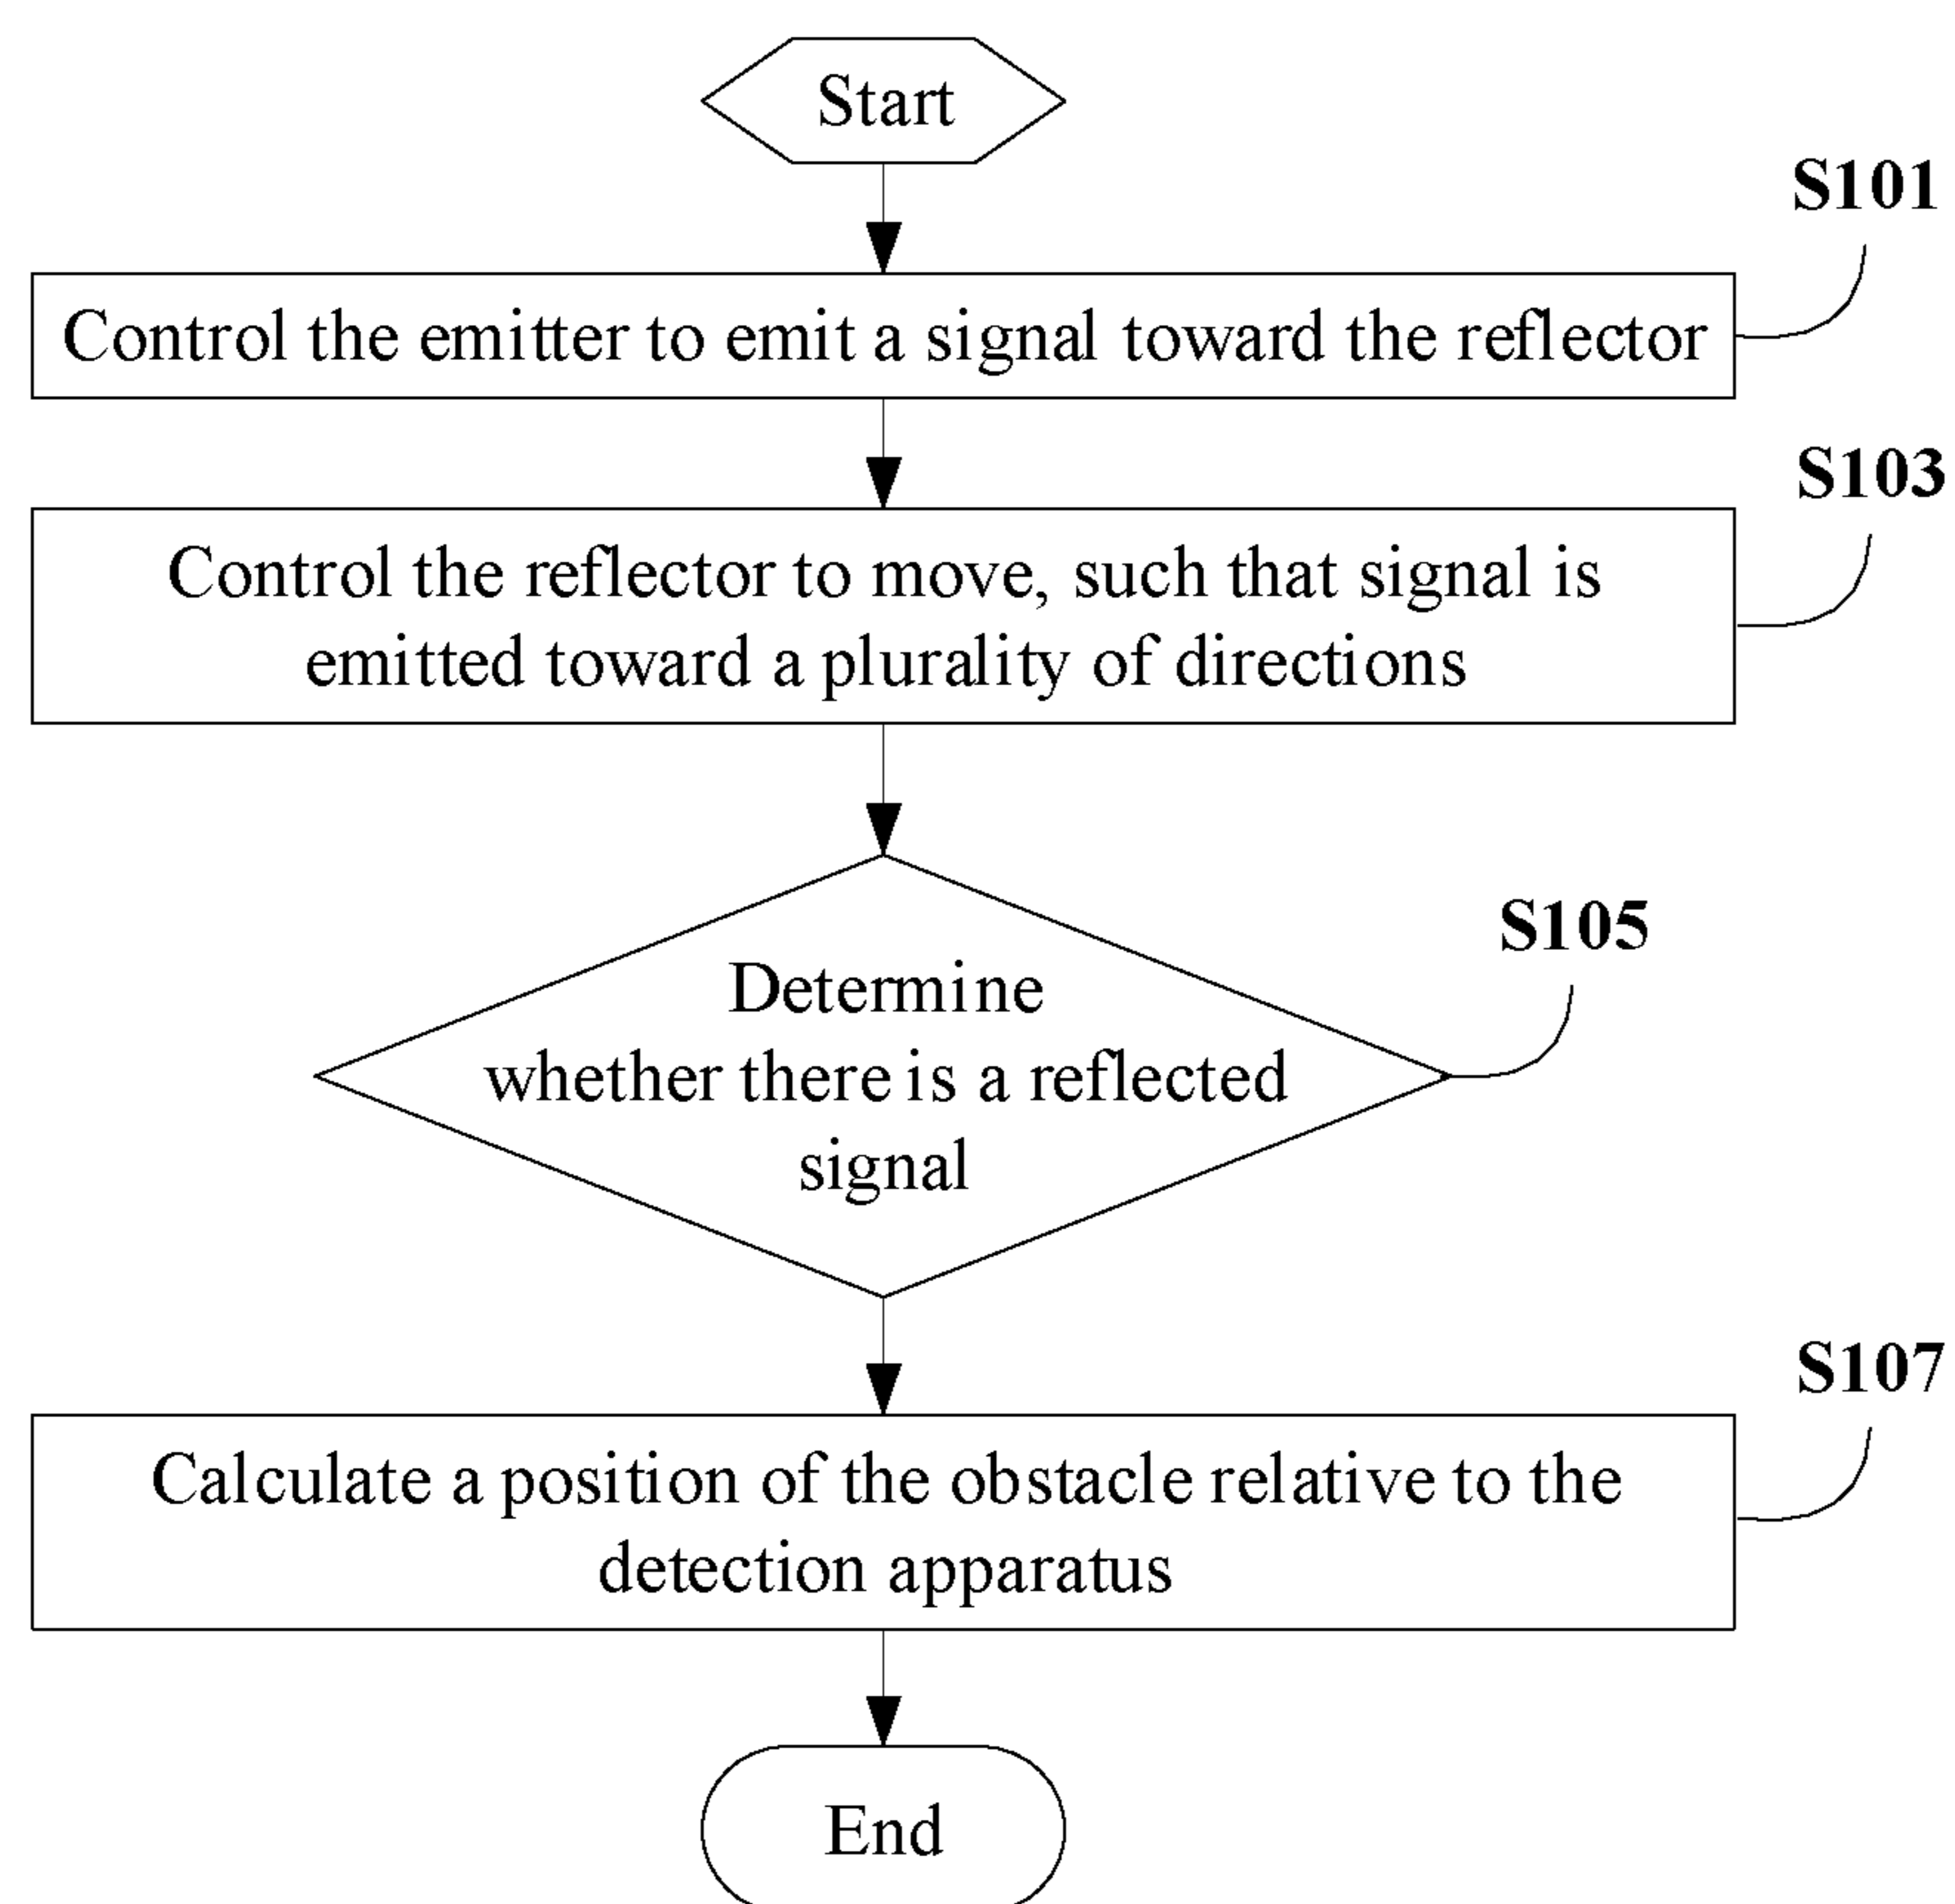 Start
S101
Control the emitter to emit a signal toward the reflector
S103
Control the reflector to move, such that signal is
emitted toward a plurality of directions
S105
Determine
whether there is a reflected
signal
S107
Calculate a position of the obstacle relative to the
detection apparatus
End